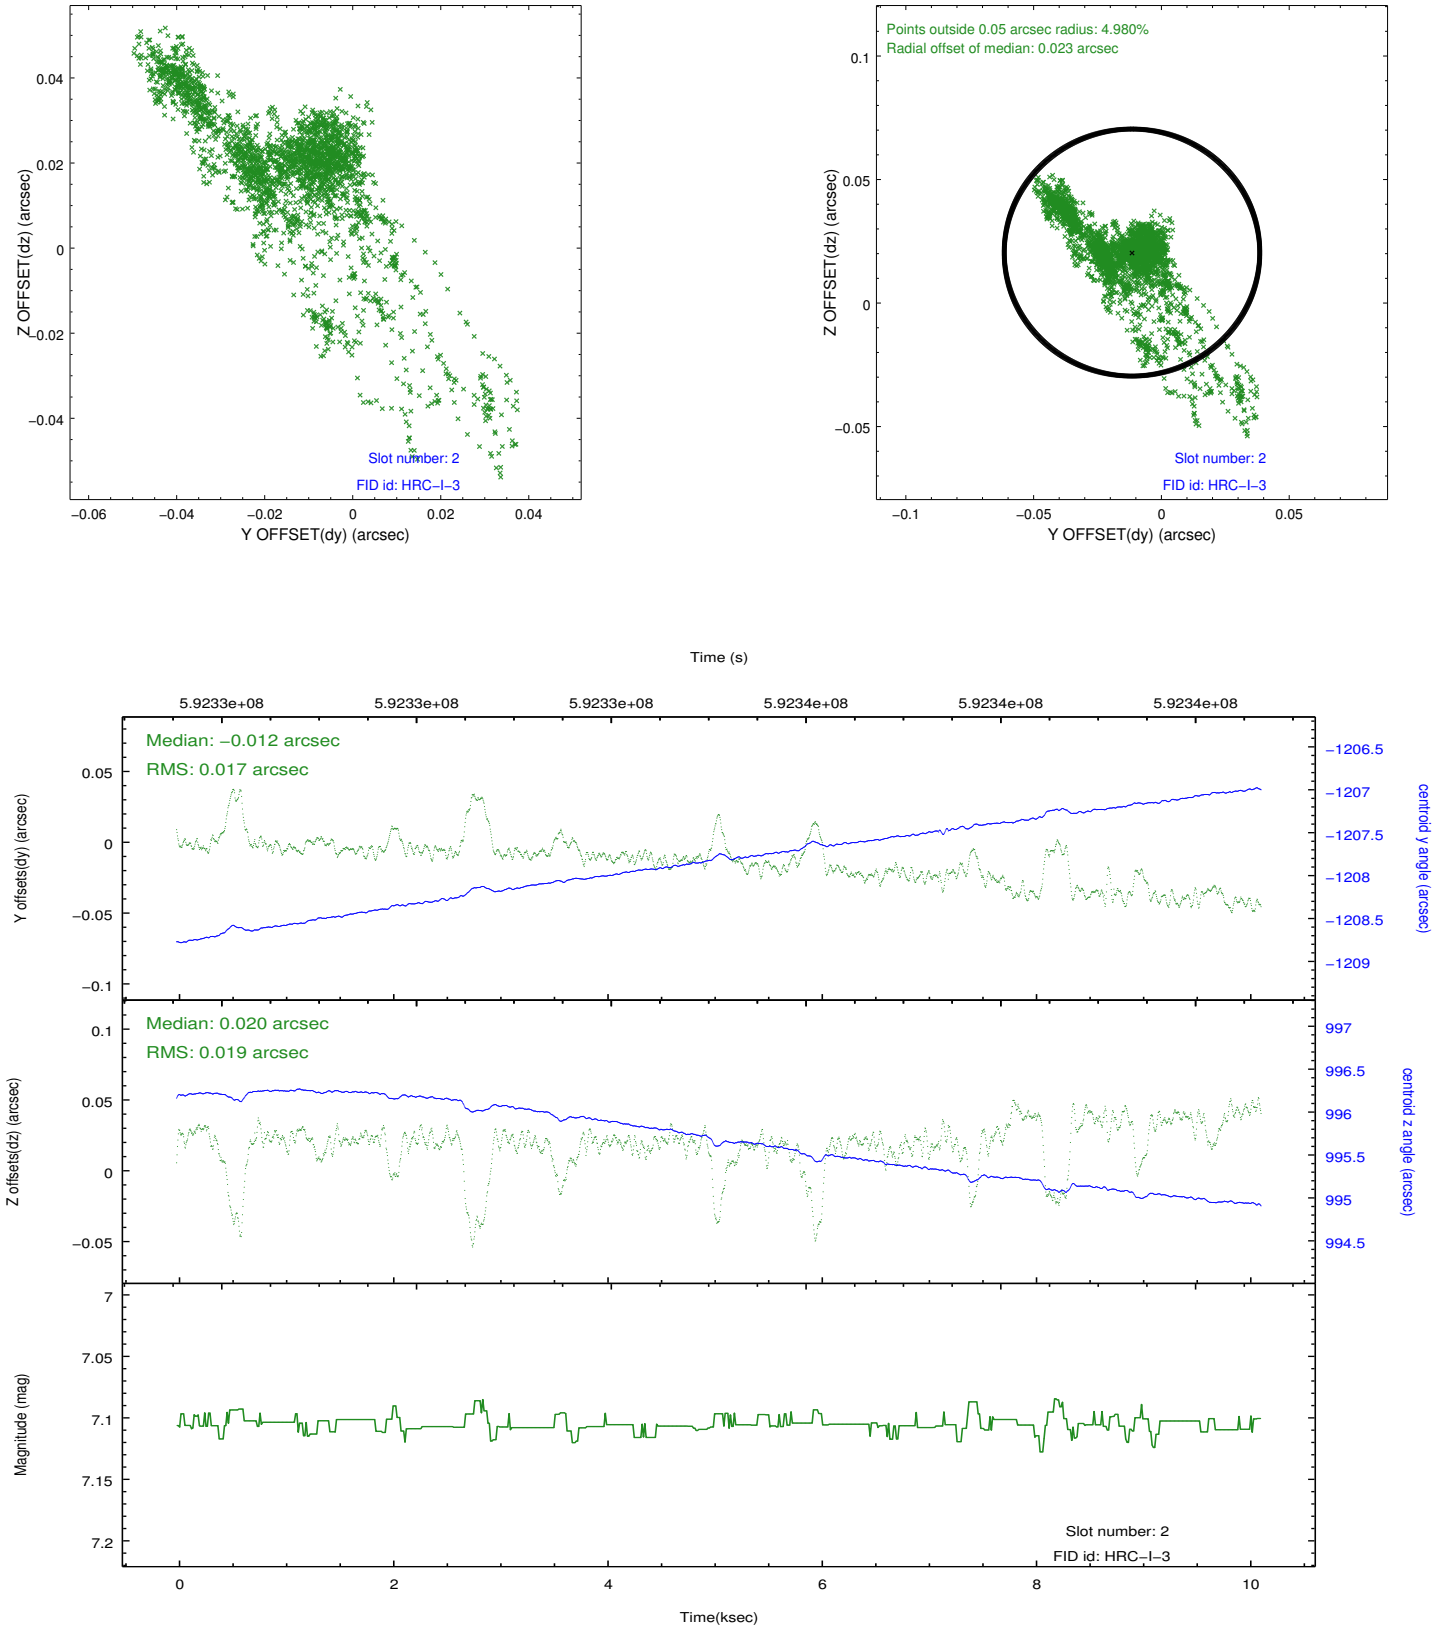 0.04
0.02
0
−0.02
−0.04
Z OFFSET(dz) (arcsec)
Slot number: 2
FID id: HRC−I−3
−0.06 −0.04 −0.02 0 0.02 0.04
Y OFFSET(dy) (arcsec)
Points outside 0.05 arcsec radius: 4.980%
Radial offset of median: 0.023 arcsec
0.1
0.05
0
−0.05
Z OFFSET(dz) (arcsec)
Slot number: 2
FID id: HRC−I−3
−0.1 −0.05 0 0.05
Y OFFSET(dy) (arcsec)
Time (s)
5.9233e+08 5.9233e+08 5.9233e+08 5.9234e+08 5.9234e+08 5.9234e+08
Median: −0.012 arcsec
RMS: 0.017 arcsec
0.05
0
−0.05
−0.1
Y offsets(dy) (arcsec)
−1206.5
−1207
−1207.5
−1208
−1208.5
−1209
centroid y angle (arcsec)
Median: 0.020 arcsec
RMS: 0.019 arcsec
0.1
0.05
0
−0.05
Z offsets(dz) (arcsec)
997
996.5
996
995.5
995
994.5
centroid z angle (arcsec)
7
7.05
7.1
7.15
7.2
Magnitude (mag)
Slot number: 2
FID id: HRC−I−3
0 2 4 6 8 10
Time(ksec)